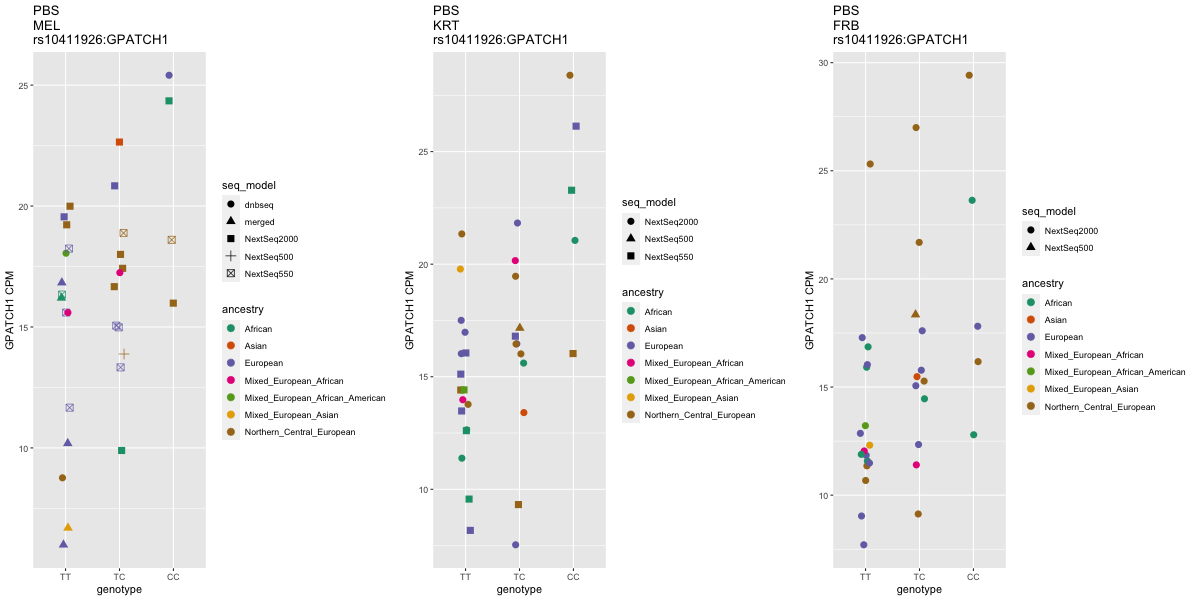 PBS
MEL
rs10411926:GPATCH1
25
20
15
10
GPATCH1 CPM
TT
TC
CC
genotype
seq_model
dnbseq
merged
NextSeq2000
NextSeq500
NextSeq550
ancestry
African
Asian
European
Mixed_European_African
Mixed_European_African_American
Mixed_European_Asian
Northern_Central_European
PBS
KRT
rs10411926:GPATCH1
25
20
15
10
GPATCH1 CPM
TT
TC
CC
genotype
seq_model
NextSeq2000
NextSeq500
NextSeq550
ancestry
African
Asian
European
Mixed_European_African
Mixed_European_African_American
Mixed_European_Asian
Northern_Central_European
PBS
FRB
rs10411926:GPATCH1
30
25
20
15
10
GPATCH1 CPM
TT
TC
CC
genotype
seq_model
NextSeq2000
NextSeq500
ancestry
African
Asian
European
Mixed_European_African
Mixed_European_African_American
Mixed_European_Asian
Northern_Central_European